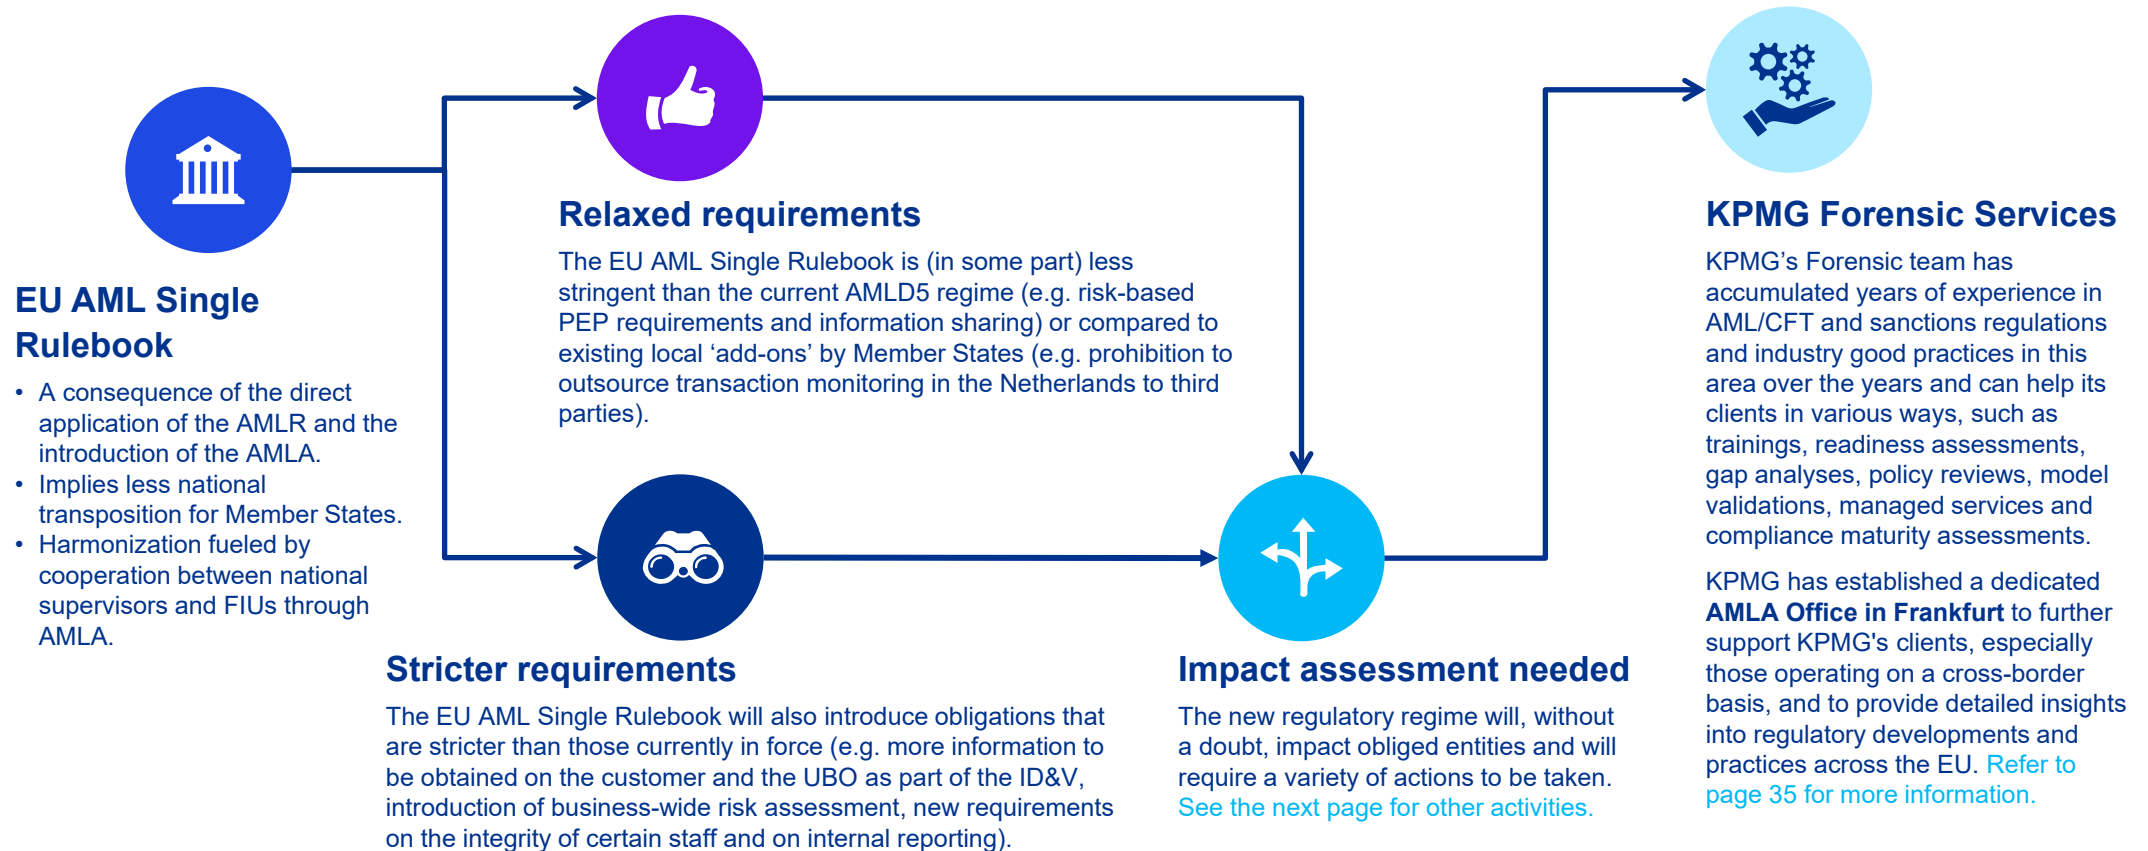 EU AML Single
Rulebook
• A consequence of the direct
application of the AMLR and the
introduction of the AMLA.
• Implies less national
transposition for Member States.
• Harmonization fueled by
cooperation between national
supervisors and FIUs through
AMLA.
Relaxed requirements
The EU AML Single Rulebook is (in some part) less
stringent than the current AMLD5 regime (e.g. risk-based
PEP requirements and information sharing) or compared to
existing local ‘add-ons’ by Member States (e.g. prohibition to
outsource transaction monitoring in the Netherlands to third
parties).
Stricter requirements
The EU AML Single Rulebook will also introduce obligations that
are stricter than those currently in force (e.g. more information to
be obtained on the customer and the UBO as part of the ID&V,
introduction of business-wide risk assessment, new requirements
on the integrity of certain staff and on internal reporting).
Impact assessment needed
The new regulatory regime will, without
a doubt, impact obliged entities and will
require a variety of actions to be taken.
See the next page for other activities.
KPMG Forensic Services
KPMG’s Forensic team has
accumulated years of experience in
AML/CFT and sanctions regulations
and industry good practices in this
area over the years and can help its
clients in various ways, such as
trainings, readiness assessments,
gap analyses, policy reviews, model
validations, managed services and
compliance maturity assessments.
KPMG has established a dedicated
AMLA Office in Frankfurt to further
support KPMG's clients, especially
those operating on a cross-border
basis, and to provide detailed insights
into regulatory developments and
practices across the EU. Refer to
page 35 for more information.